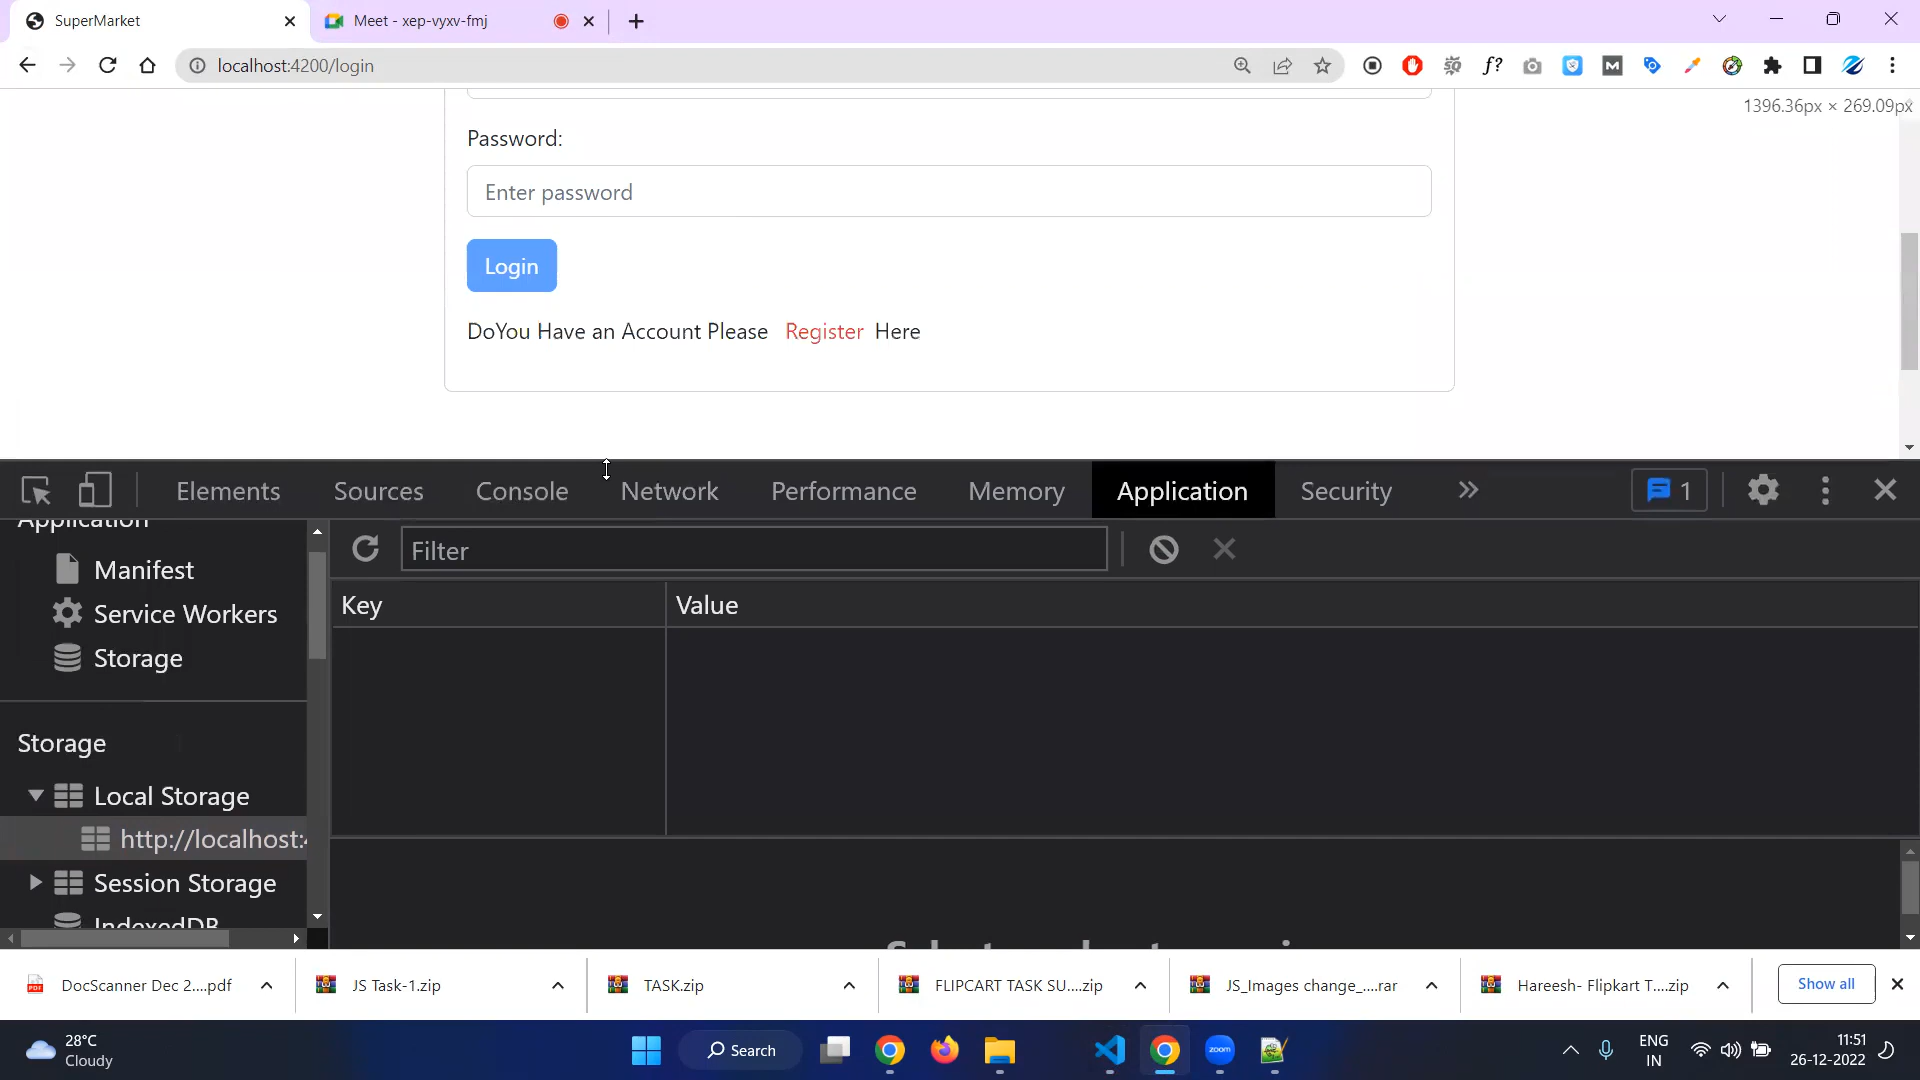 SuperMarket
Meet - xep-vyxv-fmj
localhost:4200/login
1396.36px × 269.09px
Password:
Enter password
Login
DoYou Have an Account Please Register Here
Elements
Sources
Console
Network
Performance
Memory
Application
Security
1
Application
Manifest
Service Workers
Storage
Filter
Key
Value
Storage
Local Storage
http://localhost:4
Session Storage
IndexedDB
DocScanner Dec 2....pdf
JS Task-1.zip
TASK.zip
FLIPCART TASK SU....zip
JS_Images change_....rar
Hareesh- Flipkart T....zip
Show all
28°C
Cloudy
Search
zoom
ENG
IN
11:51
26-12-2022